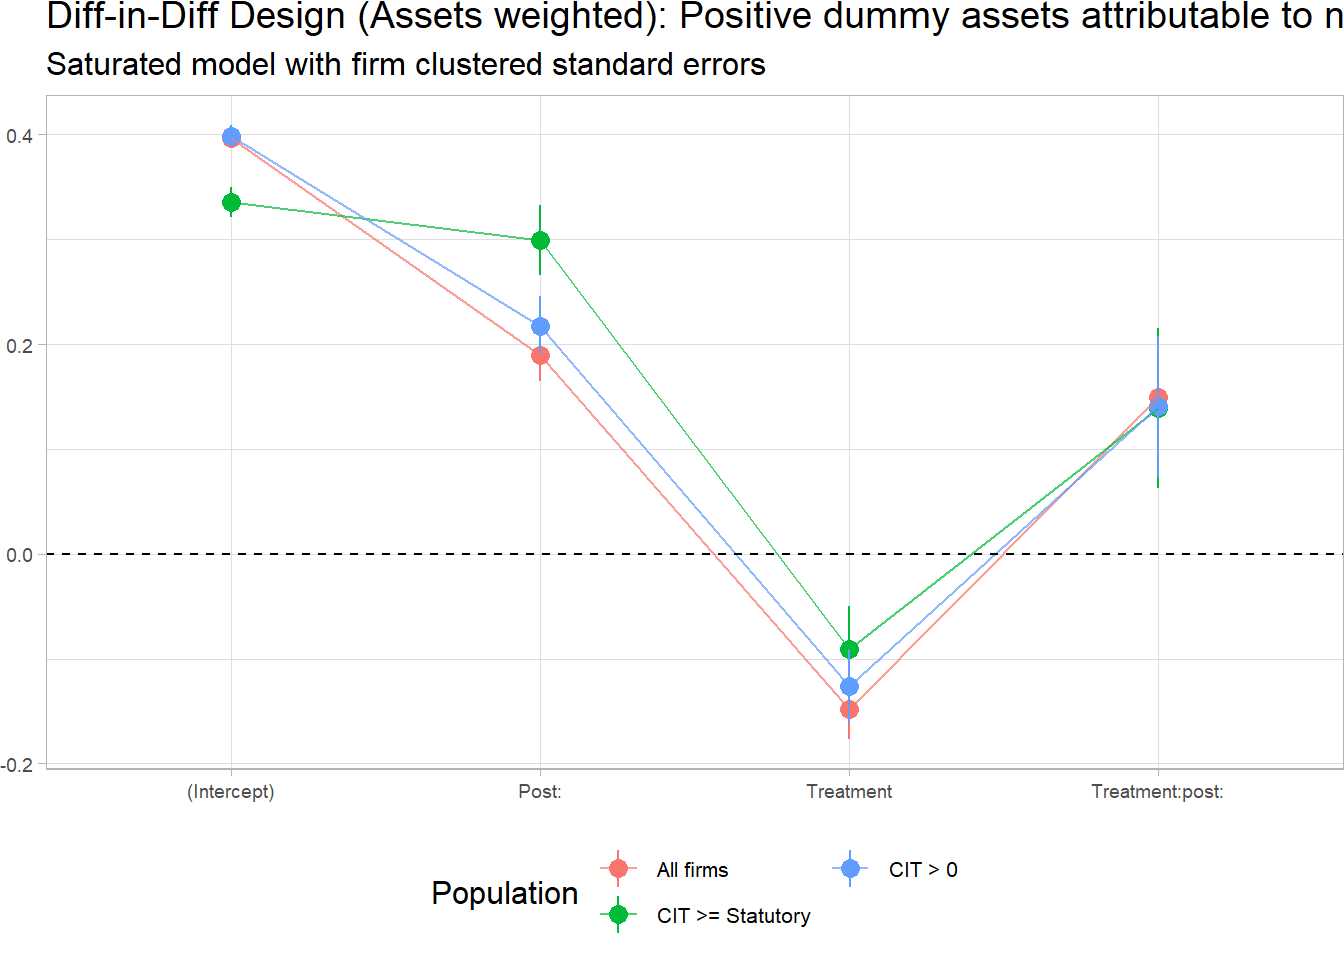 Diff-in-Diff Design (Assets weighted): Positive dummy assets attributable to n
Saturated model with firm clustered standard errors
0.4
0.2
0.0
-0.2
(Intercept) Post: Treatment Treatment:post:
Population
All firms CIT > 0
CIT >= Statutory